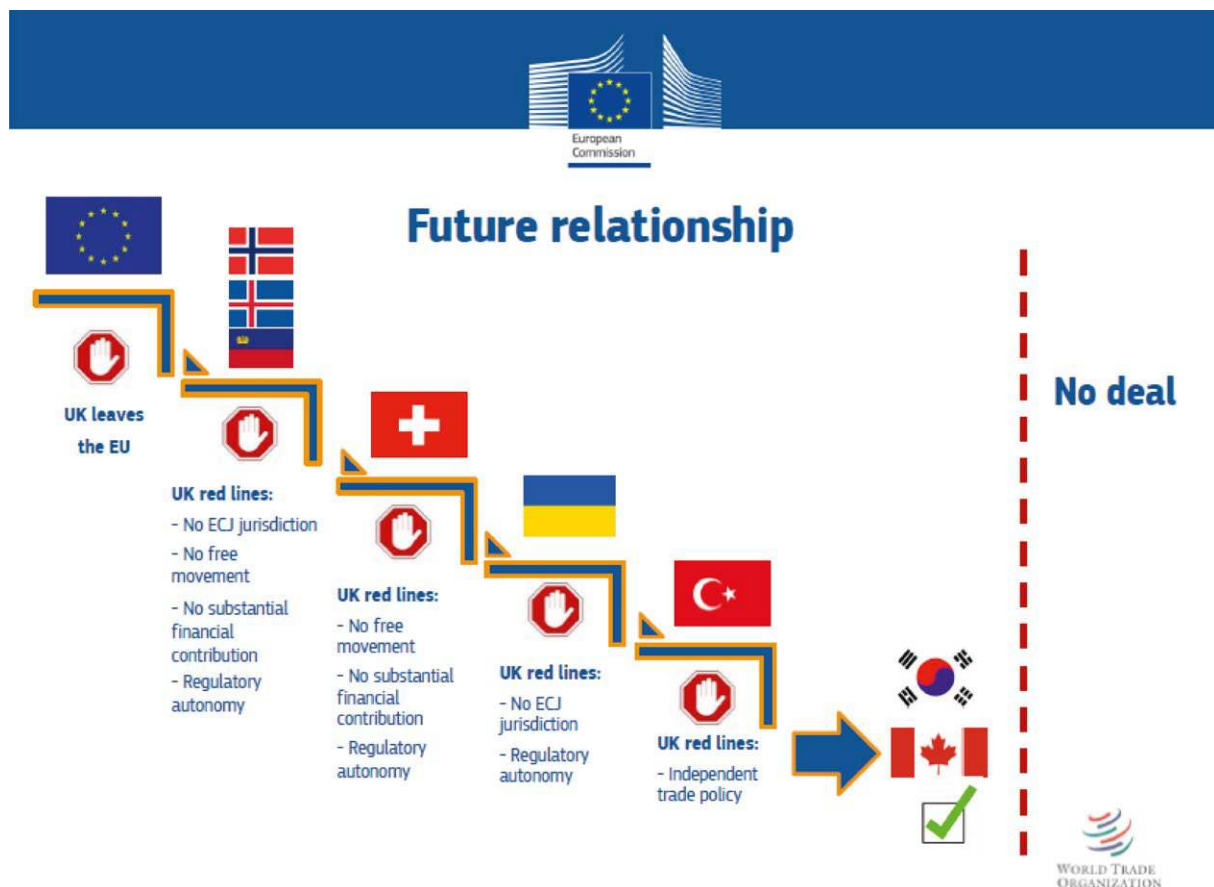 European
Commission
Future relationship
No deal
UK leaves
the EU
UK red lines:
- No ECJ jurisdiction
- No free
movement
- No substantial
financial
contribution
- Regulatory
autonomy
UK red lines:
- No free
movement
- No substantial
financial
contribution
- Regulatory
autonomy
UK red lines:
- No ECJ
jurisdiction
- Regulatory
autonomy
UK red lines:
- Independent
trade policy
WORLD TRADE
ORGANIZATION